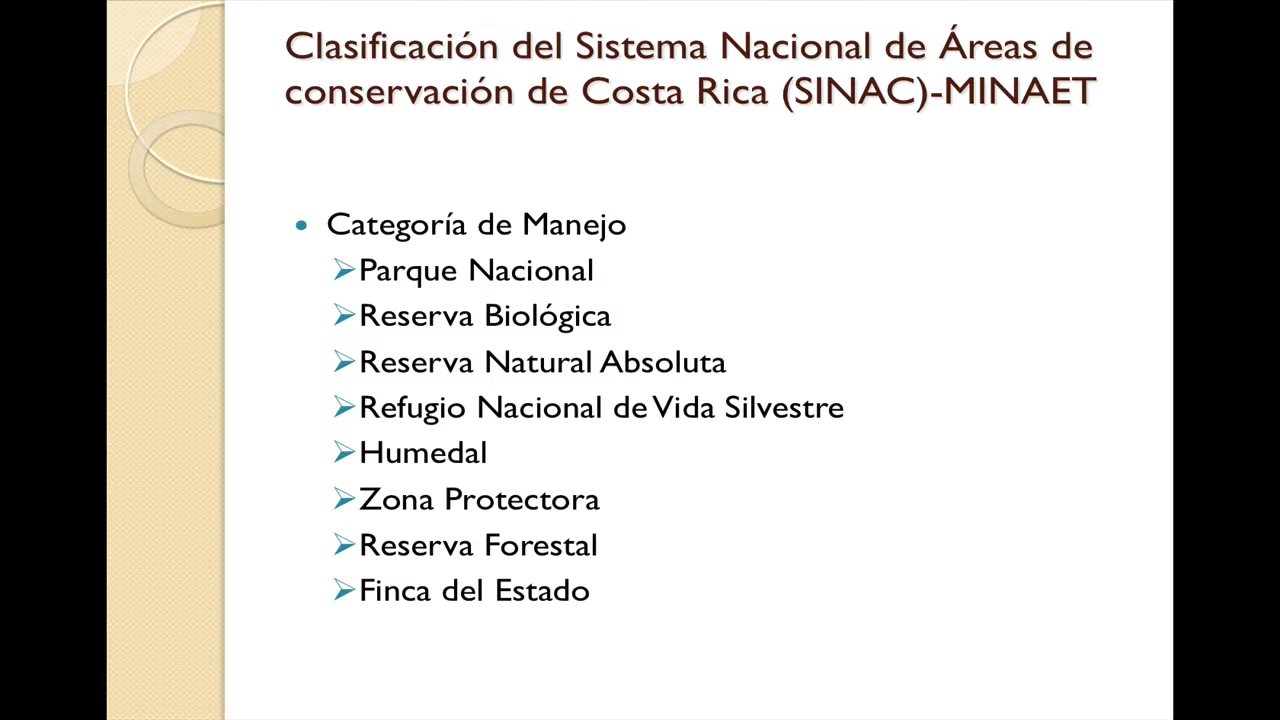 Clasificación del Sistema Nacional de Áreas de
conservación de Costa Rica (SINAC)-MINAET
Categoría de Manejo
Parque Nacional
Reserva Biológica
Reserva Natural Absoluta
Refugio Nacional de Vida Silvestre
Humedal
Zona Protectora
Reserva Forestal
Finca del Estado